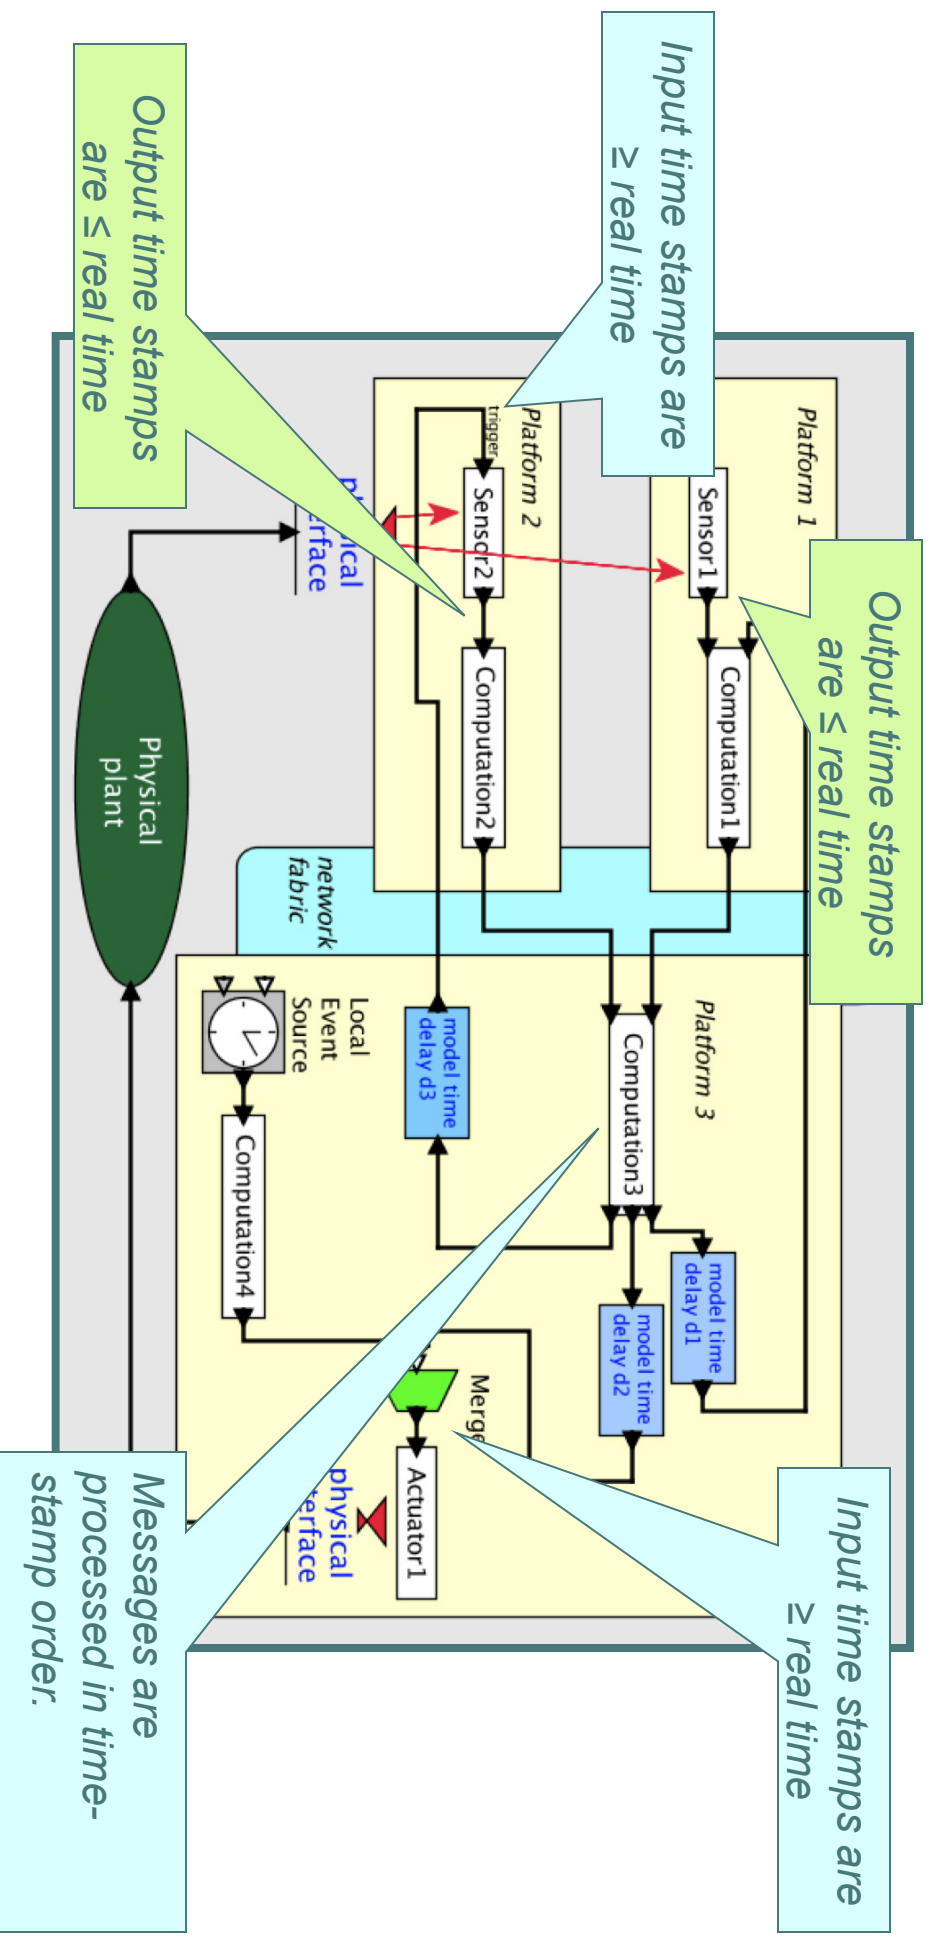 Input time stamps are
≥ real time
Output time stamps
are ≤ real time
Output time stamps
are ≤ real time
Input time stamps are
≥ real time
Messages are
processed in time-
stamp order.
Platform 1
Sensor1
Computation1
Platform 2
trigger
Sensor2
Computation2
Platform 3
Computation3
model time
delay d1
model time
delay d2
model time
delay d3
network
fabric
Local
Event
Source
Computation4
Merge
Actuator1
physical
Physical
plant